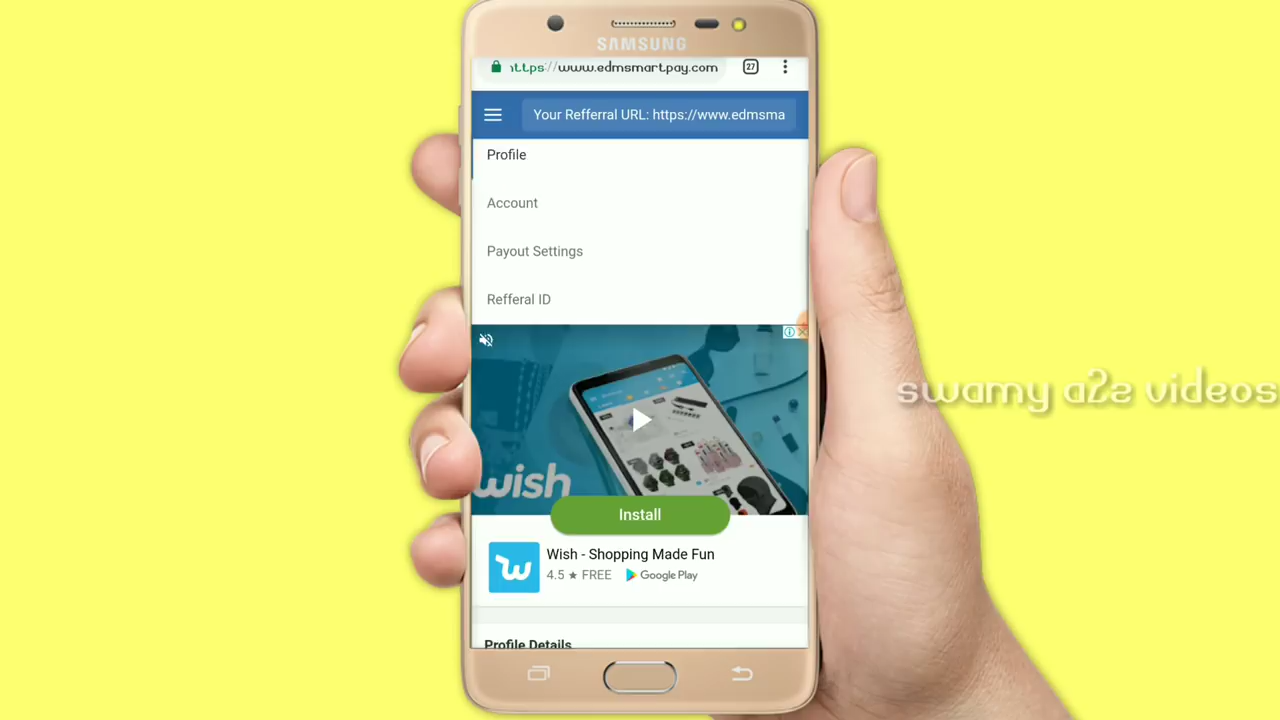 SAMSUNG
https://www.edmsmartpay.com
27
Your Refferral URL: https://www.edmsma
Profile
Account
Payout Settings
Refferal ID
wish
Install
Wish - Shopping Made Fun
4.5 ★ FREE Google Play
Profile Details
swamy a2z videos